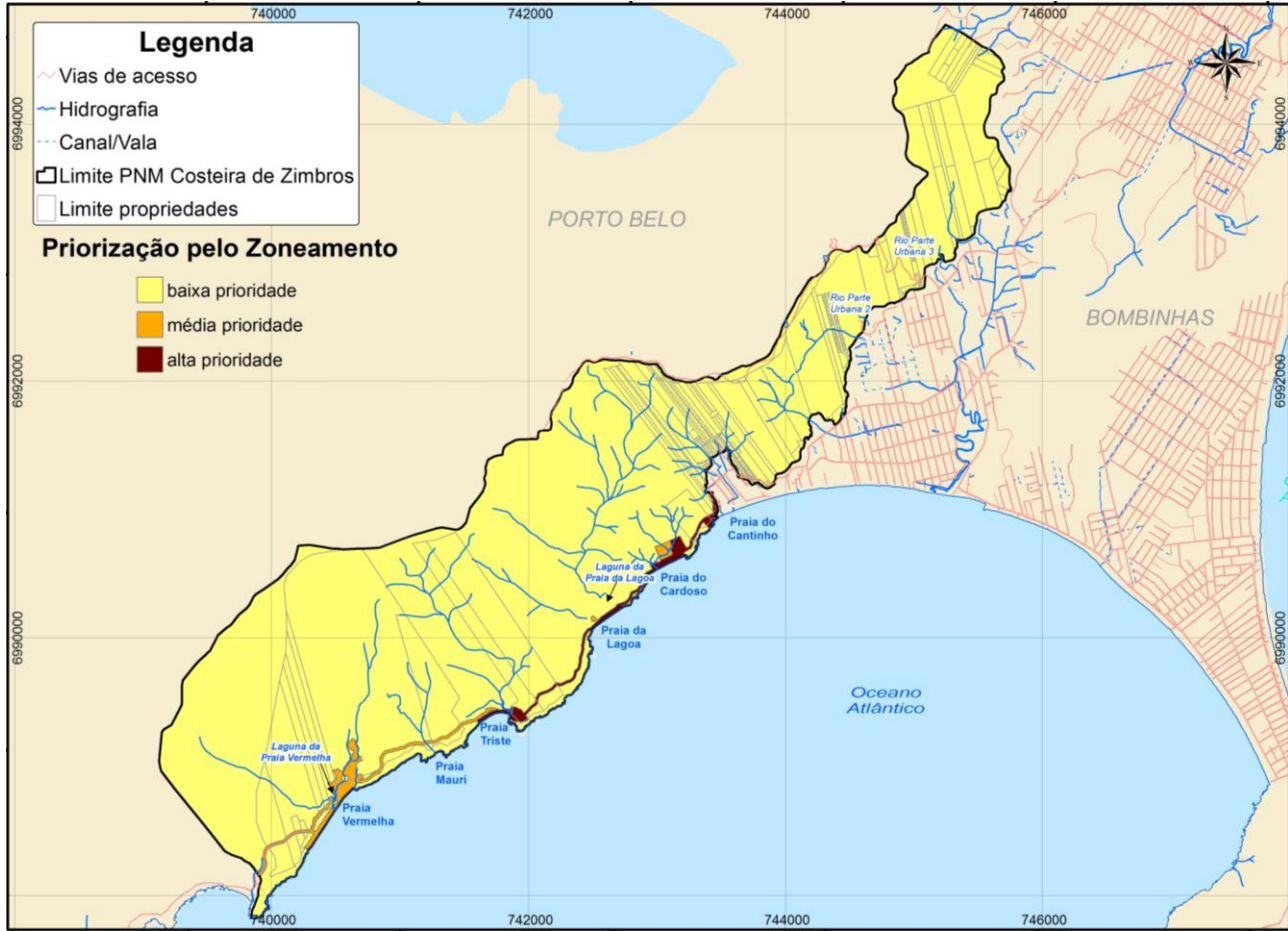 740000
742000
744000
746000
Legenda
Vias de acesso
Hidrografia
Canal/Vala
Limite PNM Costeira de Zimbros
Limite propriedades
Priorização pelo Zoneamento
baixa prioridade
média prioridade
alta prioridade
N
E
S
W
6994000
6994000
PORTO BELO
Rio Parte
Urbana 3
Rio Parte
Urbana 2
BOMBINHAS
6992000
6992000
Praia do
Cantinho
Laguna da
Praia da Lagoa
Praia do
Cardoso
Praia da
Lagoa
6990000
6990000
Oceano
Atlântico
Praia
Triste
Laguna da
Praia Vermelha
Praia
Mauri
Praia
Vermelha
740000
742000
744000
746000